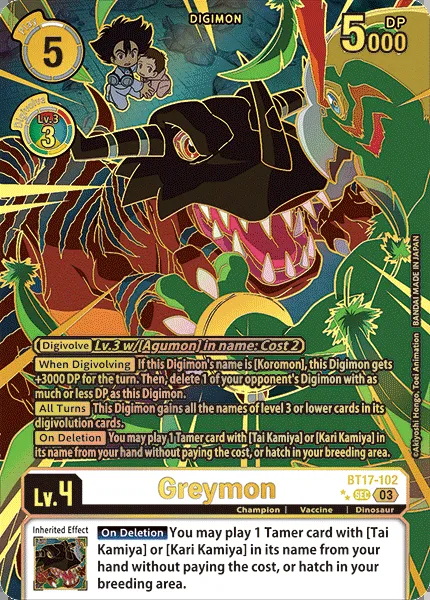 DIGIMON
Play
5
DP
5000
Digivolve
Lv.3
3
Digivolve Lv.3 w/[Agumon] in name: Cost 2
When Digivolving If this Digimon's name is [Koromon], this Digimon gets
+3000 DP for the turn. Then, delete 1 of your opponent's Digimon with as
much or less DP as this Digimon.
All Turns This Digimon gains all the names of level 3 or lower cards in its
digivolution cards.
On Deletion You may play 1 Tamer card with [Tai Kamiya] or [Kari Kamiya] in
its name from your hand without paying the cost, or hatch in your breeding area.
©Akiyoshi Hongo, Toei Animation BANDAI MADE IN JAPAN
BT17-102
Lv.4
Greymon
SEC
03
Champion | Vaccine | Dinosaur
Inherited Effect
On Deletion You may play 1 Tamer card with [Tai
Kamiya] or [Kari Kamiya] in its name from your
hand without paying the cost, or hatch in your
breeding area.